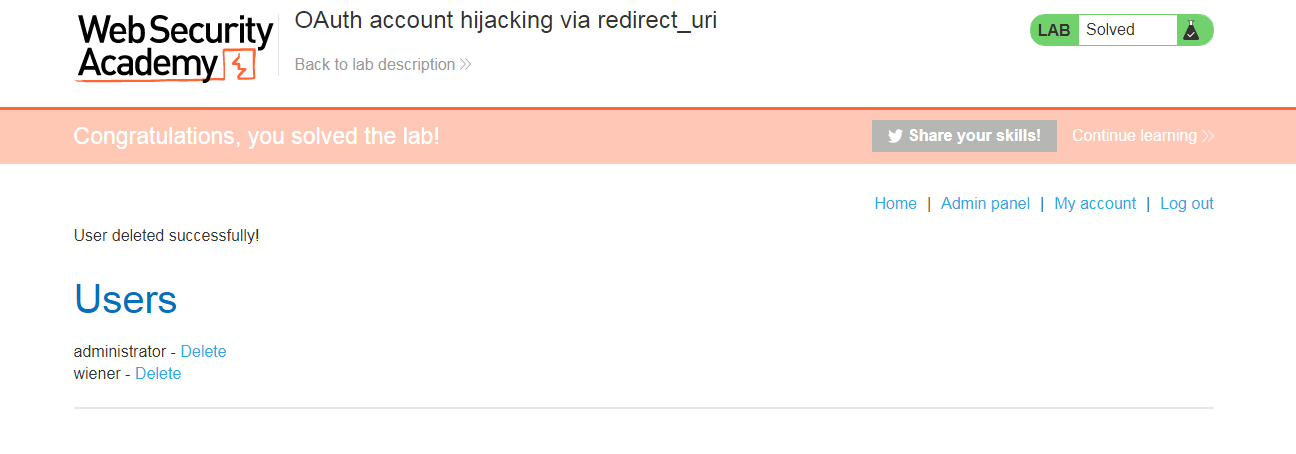 Web Security
Academy
OAuth account hijacking via redirect_uri
Back to lab description
LAB Solved
Congratulations, you solved the lab!
Share your skills!
Continue learning
Home | Admin panel | My account | Log out
User deleted successfully!
Users
administrator - Delete
wiener - Delete